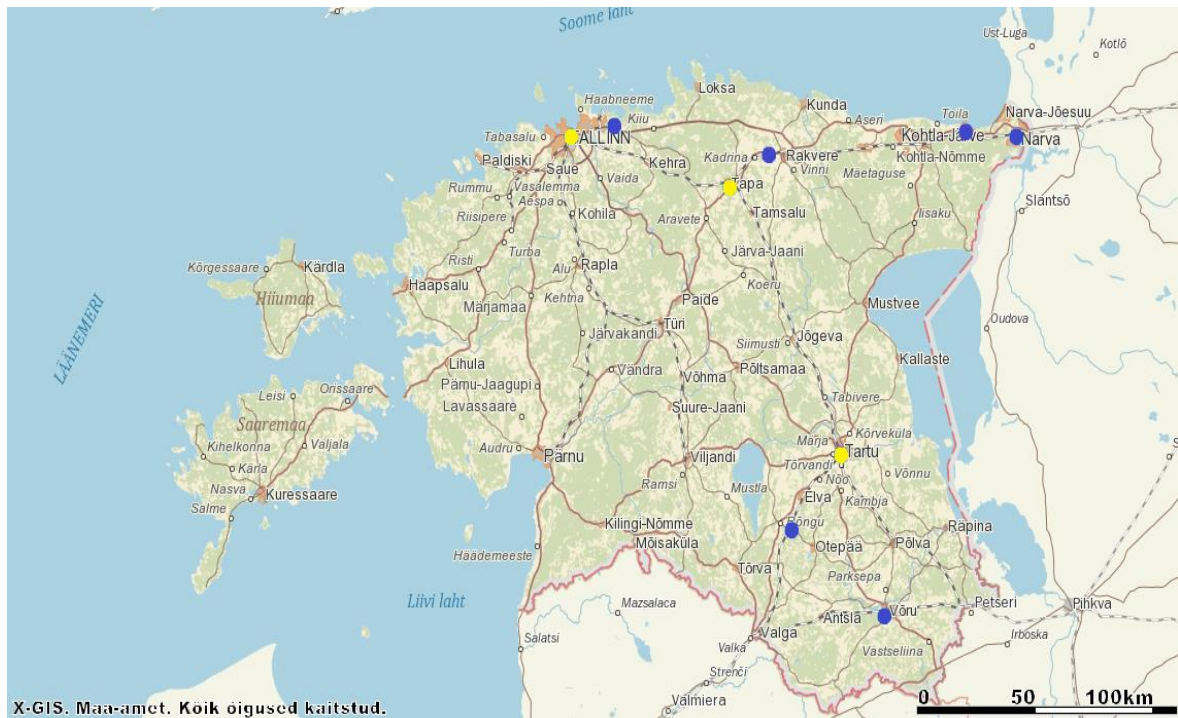 Soome laht
Ust-Luga
Kotlõ
Loksa
Haabneeme
Kunda
Kiiu
Aseri
Toila
Narva-Jõesuu
Tabasalu
TALLINN
Kohtla-Järve
Narva
Paldiski
Kehra
Kadrina
Rakvere
Kohtla-Nõmme
Saue
Vaida
Tapa
Vinni
Mäetaguse
Rummu
Vasalemma
Aespa
Slantsõ
Riisipere
Kohila
Aravete
Tamsalu
Iisaku
Turba
Järva-Jaani
Kõrgessaare
Kärdla
Risti
Alu
Rapla
Koeru
Hiiumaa
Haapsalu
Kehtna
Paide
Mustvee
Märjamaa
Türi
Oudova
LÄÄNEMERI
Järvakandi
Siimusti
Jõgeva
Lihula
Vändra
Võhma
Põltsamaa
Kallaste
Leisi
Orissaare
Pärnu-Jaagupi
Tabivere
Lavassaare
Suure-Jaani
Saaremaa
Kõrveküla
Kihelkonna
Valjala
Audru
Pärnu
Märja
Tartu
Kärla
Viljandi
Tõrvandi
Nõo
Võnnu
Nasva
Kuressaare
Ramsi
Mustla
Elva
Kambja
Salme
Kilingi-Nõmme
Rõngu
Räpina
Häädemeeste
Mõisaküla
Otepää
Põlva
Tõrva
Parksepa
Liivi laht
Mazsalaca
Antsla
Võru
Petseri
Pihkva
Salatsi
Valga
Valka
Vastseliina
Irboska
Strenči
Valmiera
0 50 100km
X-GIS. Maa-amet. Kõik õigused kaitstud.